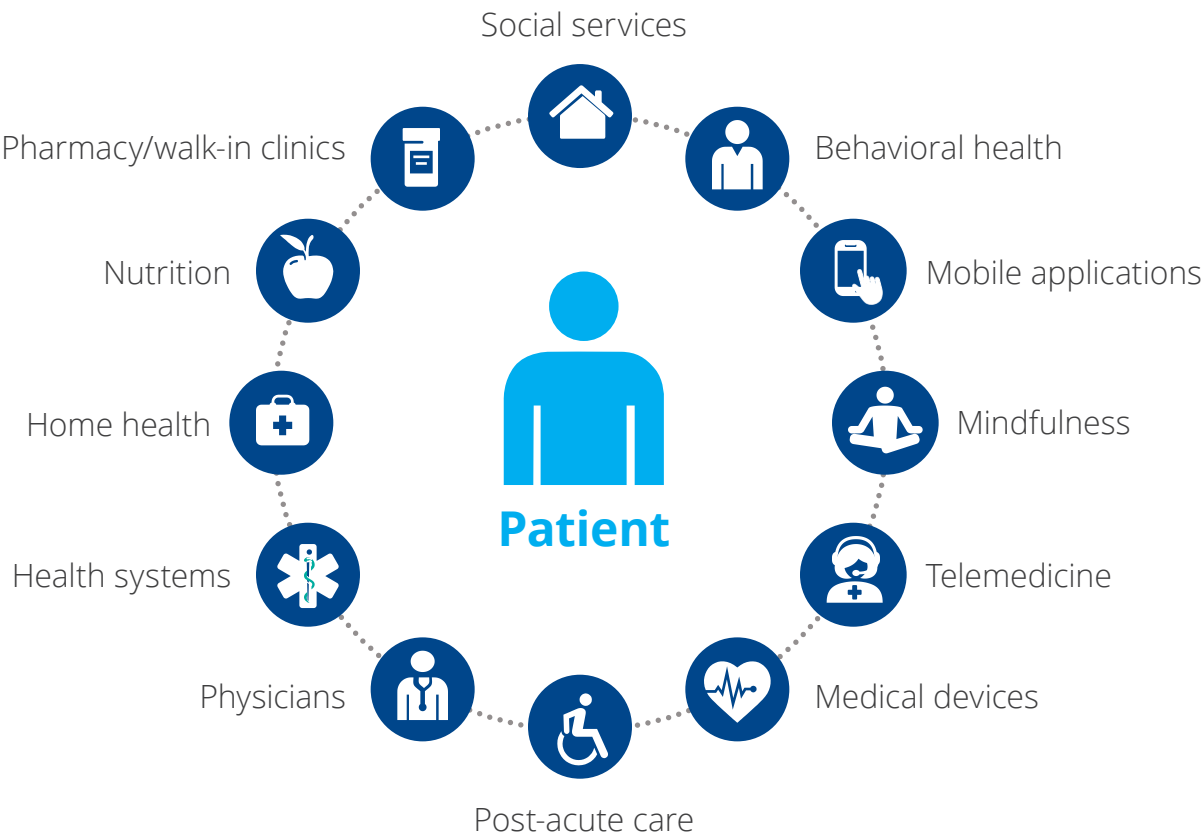 Social services
Pharmacy/walk-in clinics
Behavioral health
Nutrition
Mobile applications
Home health
Mindfulness
Patient
Health systems
Telemedicine
Physicians
Medical devices
Post-acute care